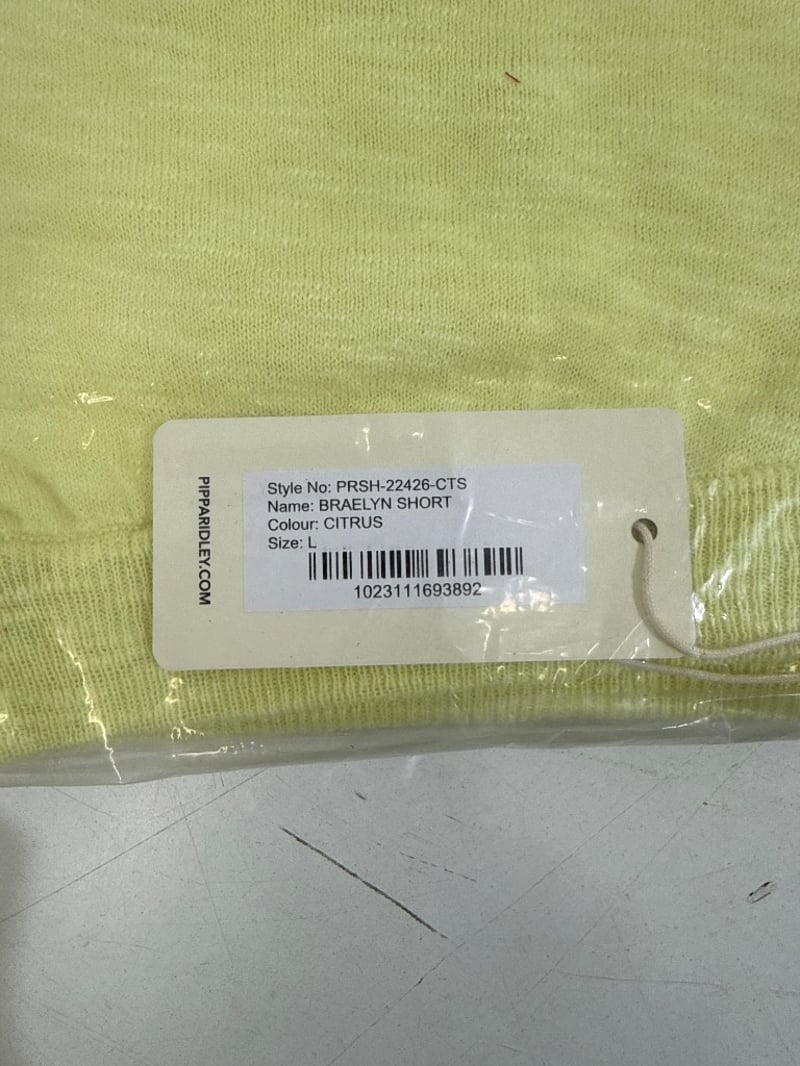 PIPPARIDLEY.COM
Style No: PRSH-22426-CTS
Name: BRAELYN SHORT
Colour: CITRUS
Size: L
1023111693892